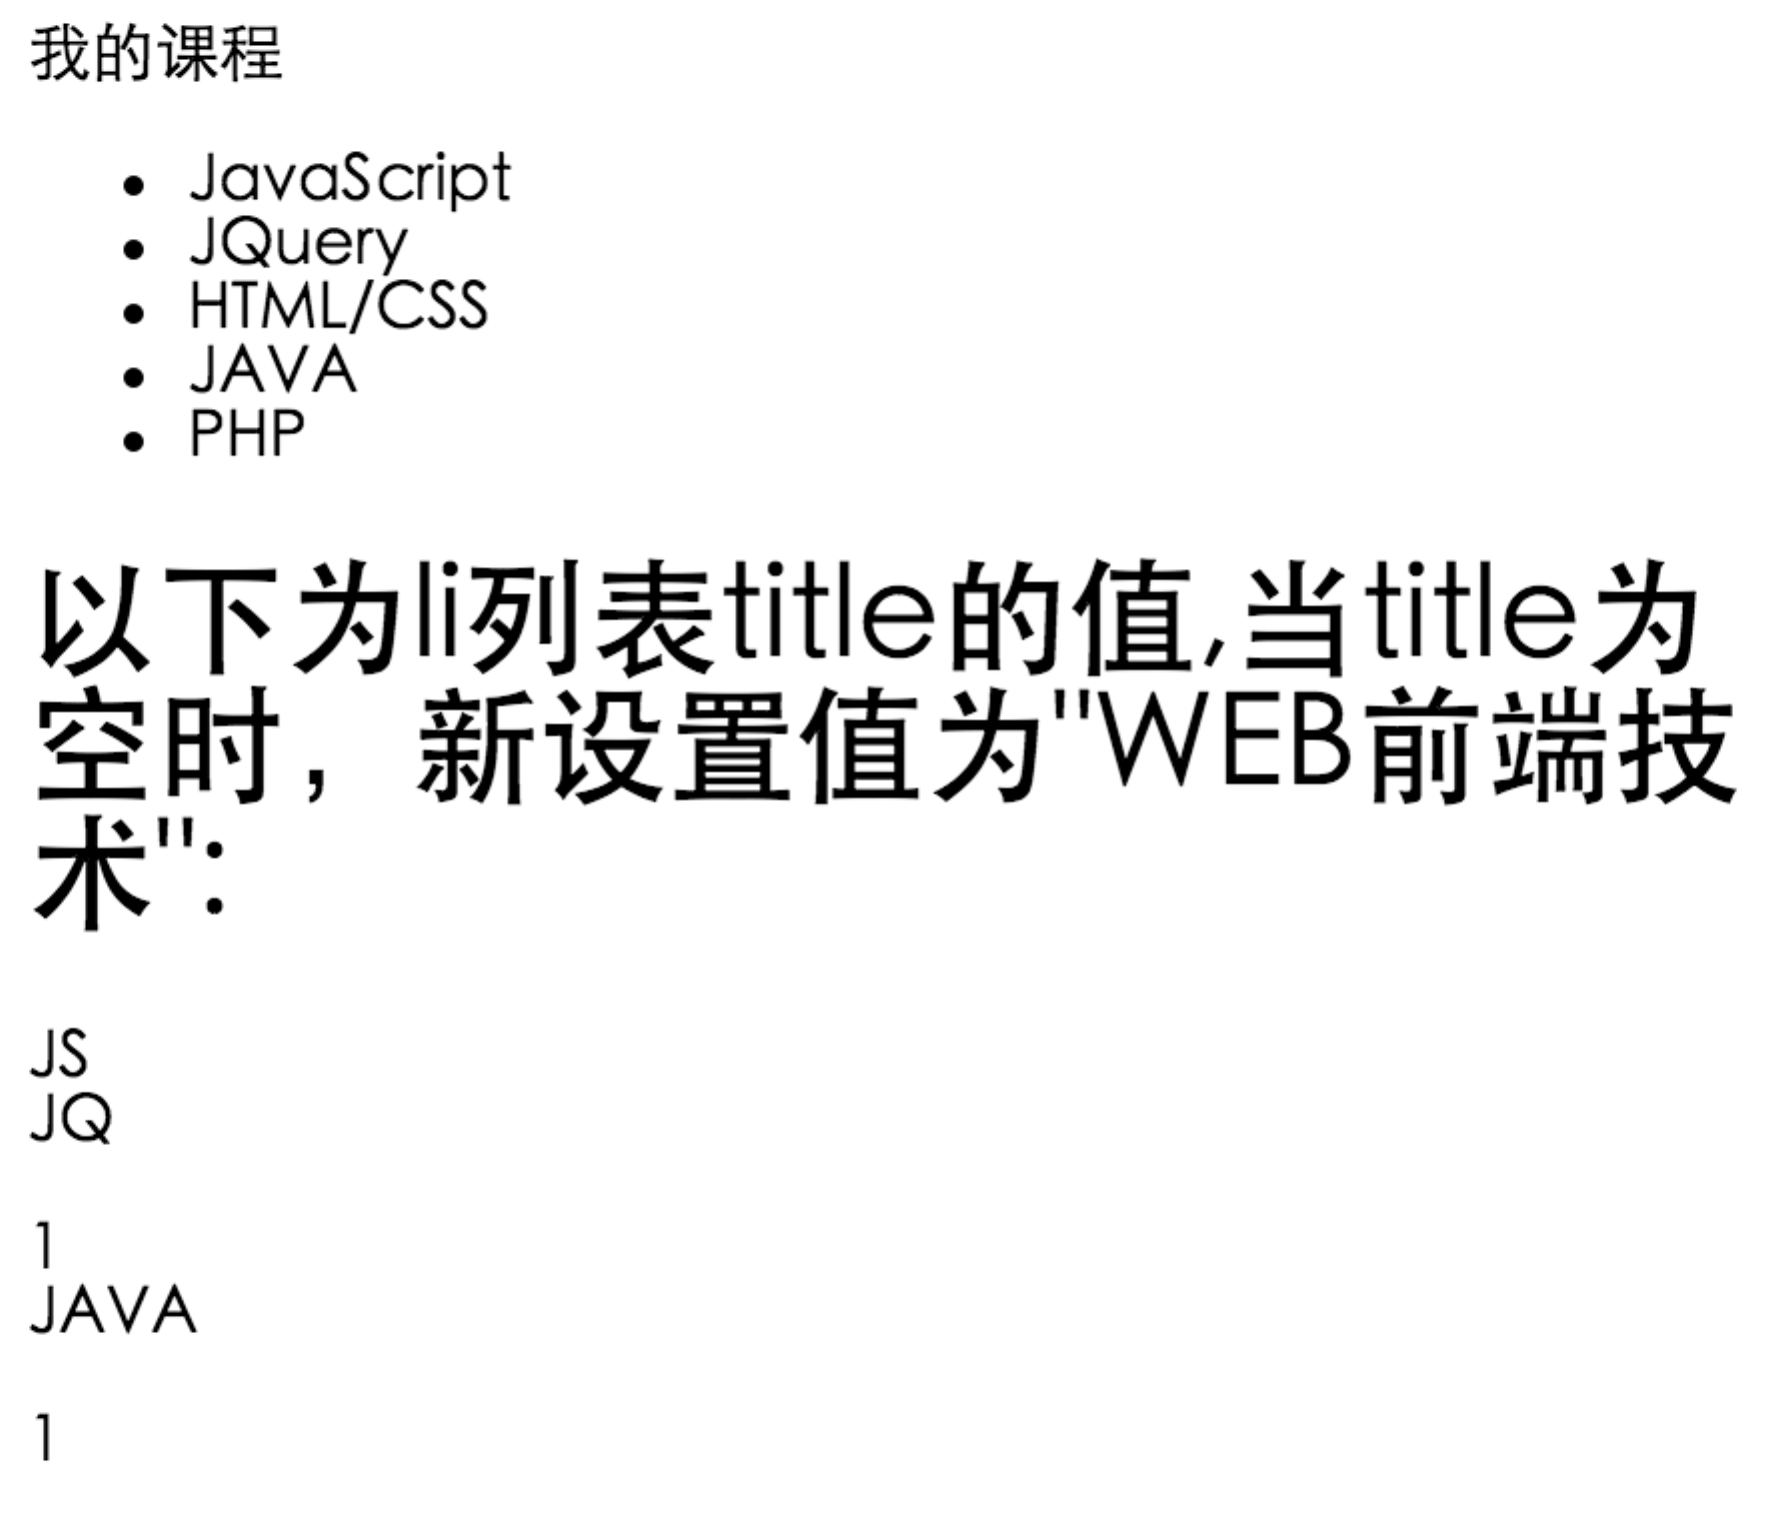 我的课程
JavaScript
JQuery
HTML/CSS
JAVA
PHP
以下为li列表title的值,当title为
空时，新设置值为"WEB前端技
术":
JS
JQ
1
JAVA
1